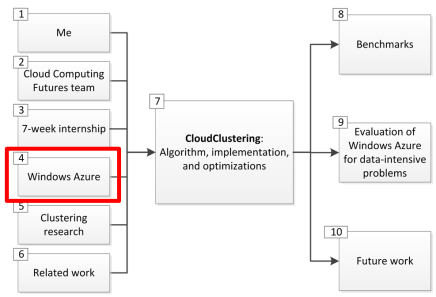 1
Me
2
Cloud Computing
Futures team
3
7-week internship
4
Windows Azure
5
Clustering
research
6
Related work
7
CloudClustering:
Algorithm, implementation,
and optimizations
8
Benchmarks
9
Evaluation of
Windows Azure
for data-intensive
problems
10
Future work